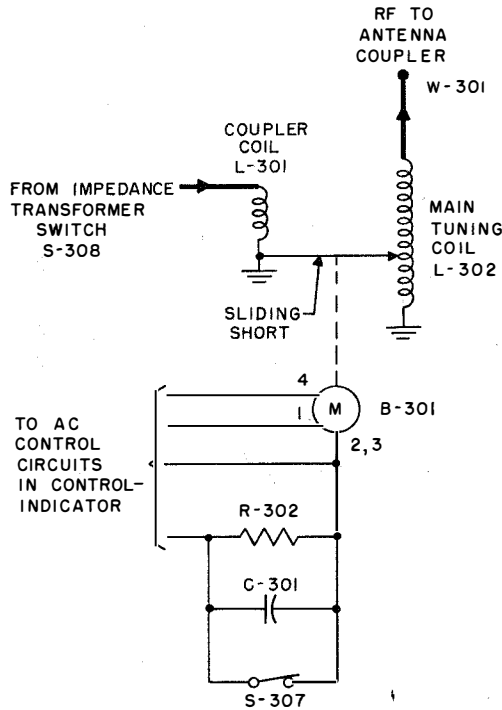 RF TO
ANTENNA
COUPLER
W-301
COUPLER
COIL
L-301
FROM IMPEDANCE
TRANSFORMER
SWITCH
S-308
MAIN
TUNING
COIL
L-302
SLIDING
SHORT
4
1
M
B-301
2,3
TO AC
CONTROL
CIRCUITS
IN CONTROL-
INDICATOR
R-302
C-301
S-307